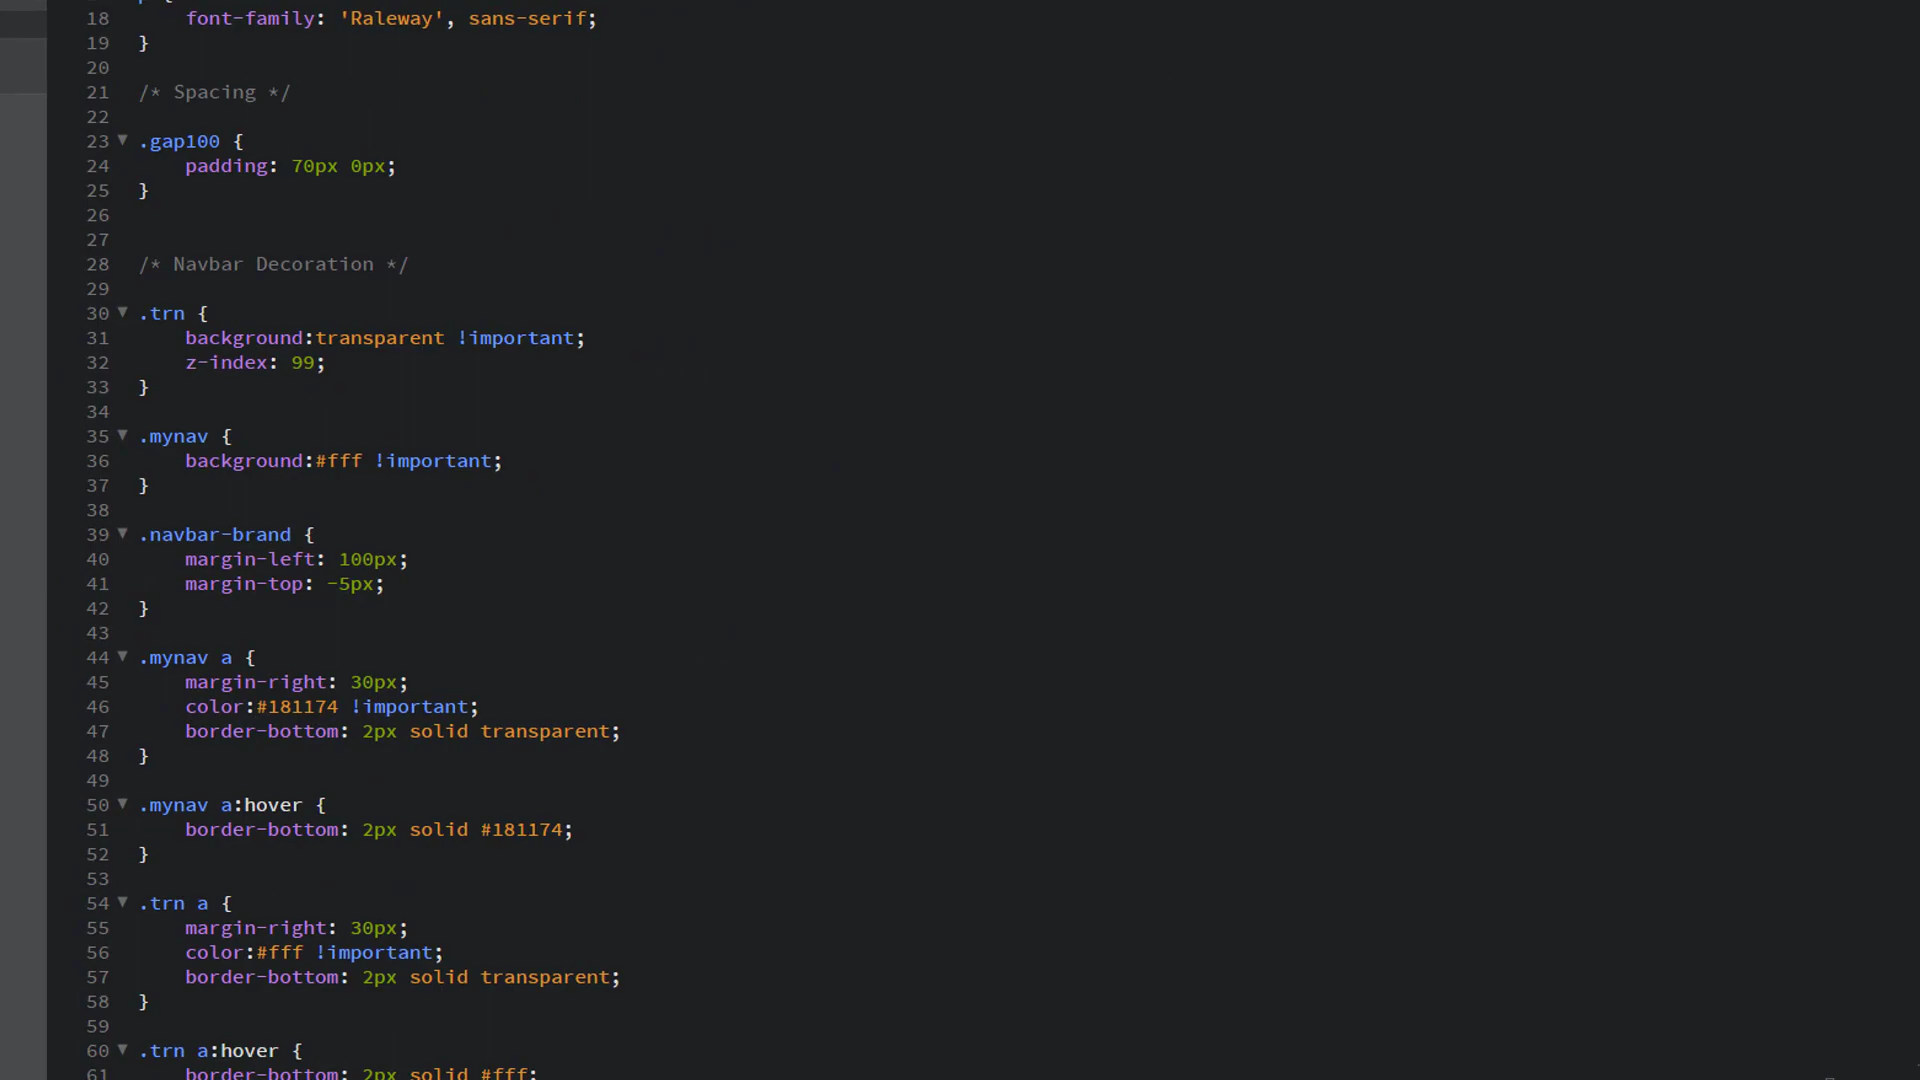 18 font-family: 'Raleway', sans-serif;
19 }
20
21 /* Spacing */
22
23 .gap100 {
24 padding: 70px 0px;
25 }
26
27
28 /* Navbar Decoration */
29
30 .trn {
31 background:transparent !important;
32 z-index: 99;
33 }
34
35 .mynav {
36 background:#fff !important;
37 }
38
39 .navbar-brand {
40 margin-left: 100px;
41 margin-top: -5px;
42 }
43
44 .mynav a {
45 margin-right: 30px;
46 color:#181174 !important;
47 border-bottom: 2px solid transparent;
48 }
49
50 .mynav a:hover {
51 border-bottom: 2px solid #181174;
52 }
53
54 .trn a {
55 margin-right: 30px;
56 color:#fff !important;
57 border-bottom: 2px solid transparent;
58 }
59
60 .trn a:hover {
61 border-bottom: 2px solid #fff;